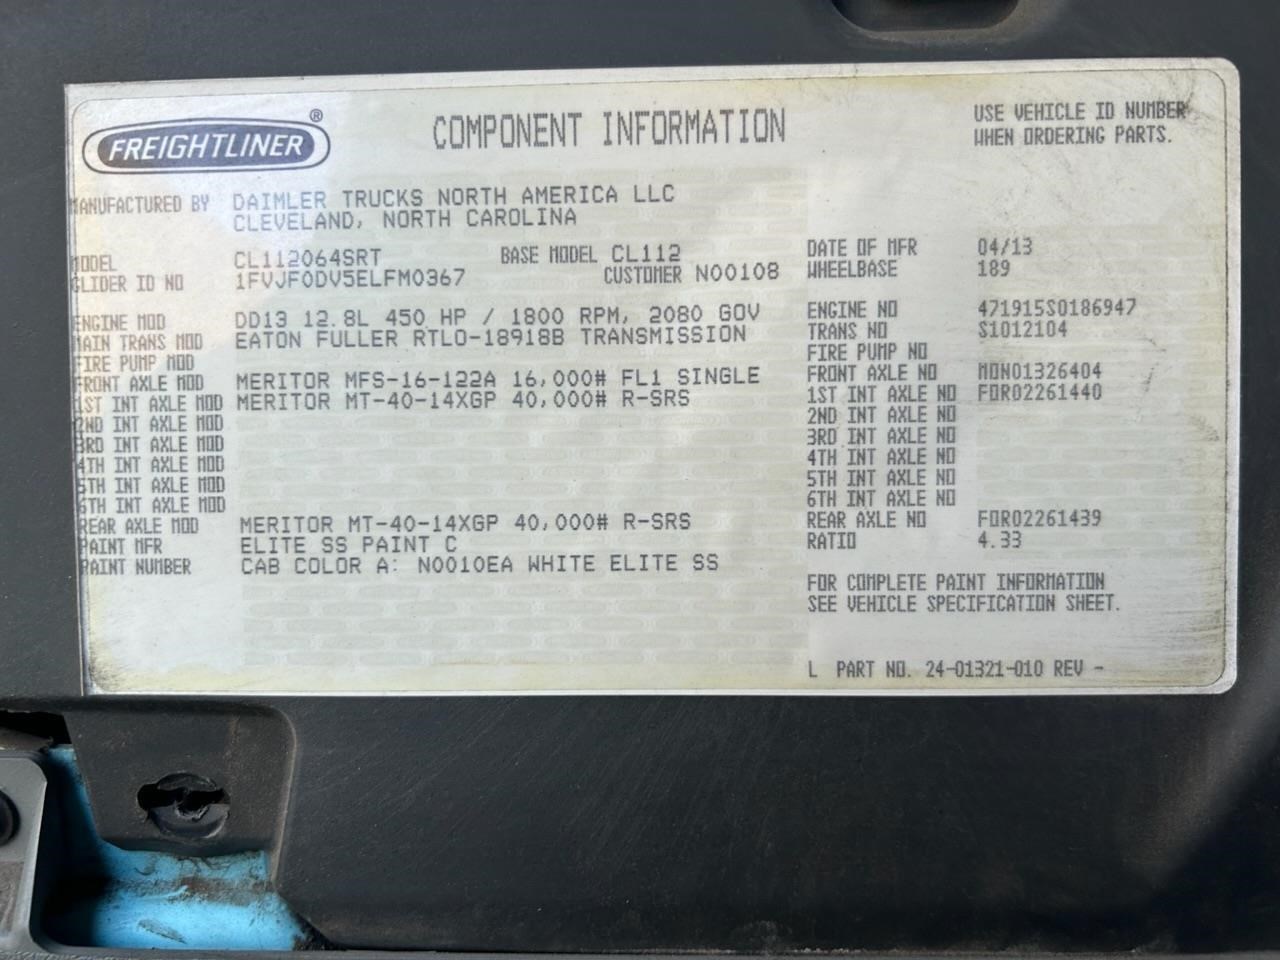 FREIGHTLINER®
COMPONENT INFORMATION
USE VEHICLE ID NUMBER
WHEN ORDERING PARTS.
MANUFACTURED BY DAIMLER TRUCKS NORTH AMERICA LLC
CLEVELAND, NORTH CAROLINA
MODEL CL112064SRT BASE MODEL CL112 DATE OF MFR 04/13
GLIDER ID NO 1FVJF0DV5ELFM0367 CUSTOMER N00108 WHEELBASE 189
ENGINE MOD DD13 12.8L 450 HP / 1800 RPM, 2080 GOV ENGINE NO 471915S0186947
MAIN TRANS MOD EATON FULLER RTLO-18918B TRANSMISSION TRANS NO S1012104
FIRE PUMP MOD FIRE PUMP NO
FRONT AXLE MOD MERITOR MFS-16-122A 16,000# FL1 SINGLE FRONT AXLE NO MON01326404
1ST INT AXLE MOD MERITOR MT-40-14XGP 40,000# R-SRS 1ST INT AXLE NO FOR02261440
2ND INT AXLE MOD 2ND INT AXLE NO
3RD INT AXLE MOD 3RD INT AXLE NO
4TH INT AXLE MOD 4TH INT AXLE NO
5TH INT AXLE MOD 5TH INT AXLE NO
6TH INT AXLE MOD 6TH INT AXLE NO
REAR AXLE MOD MERITOR MT-40-14XGP 40,000# R-SRS REAR AXLE NO FOR02261439
PAINT MFR ELITE SS PAINT C RATIO 4.33
PAINT NUMBER CAB COLOR A: N0010EA WHITE ELITE SS
FOR COMPLETE PAINT INFORMATION
SEE VEHICLE SPECIFICATION SHEET.
L PART NO. 24-01321-010 REV -